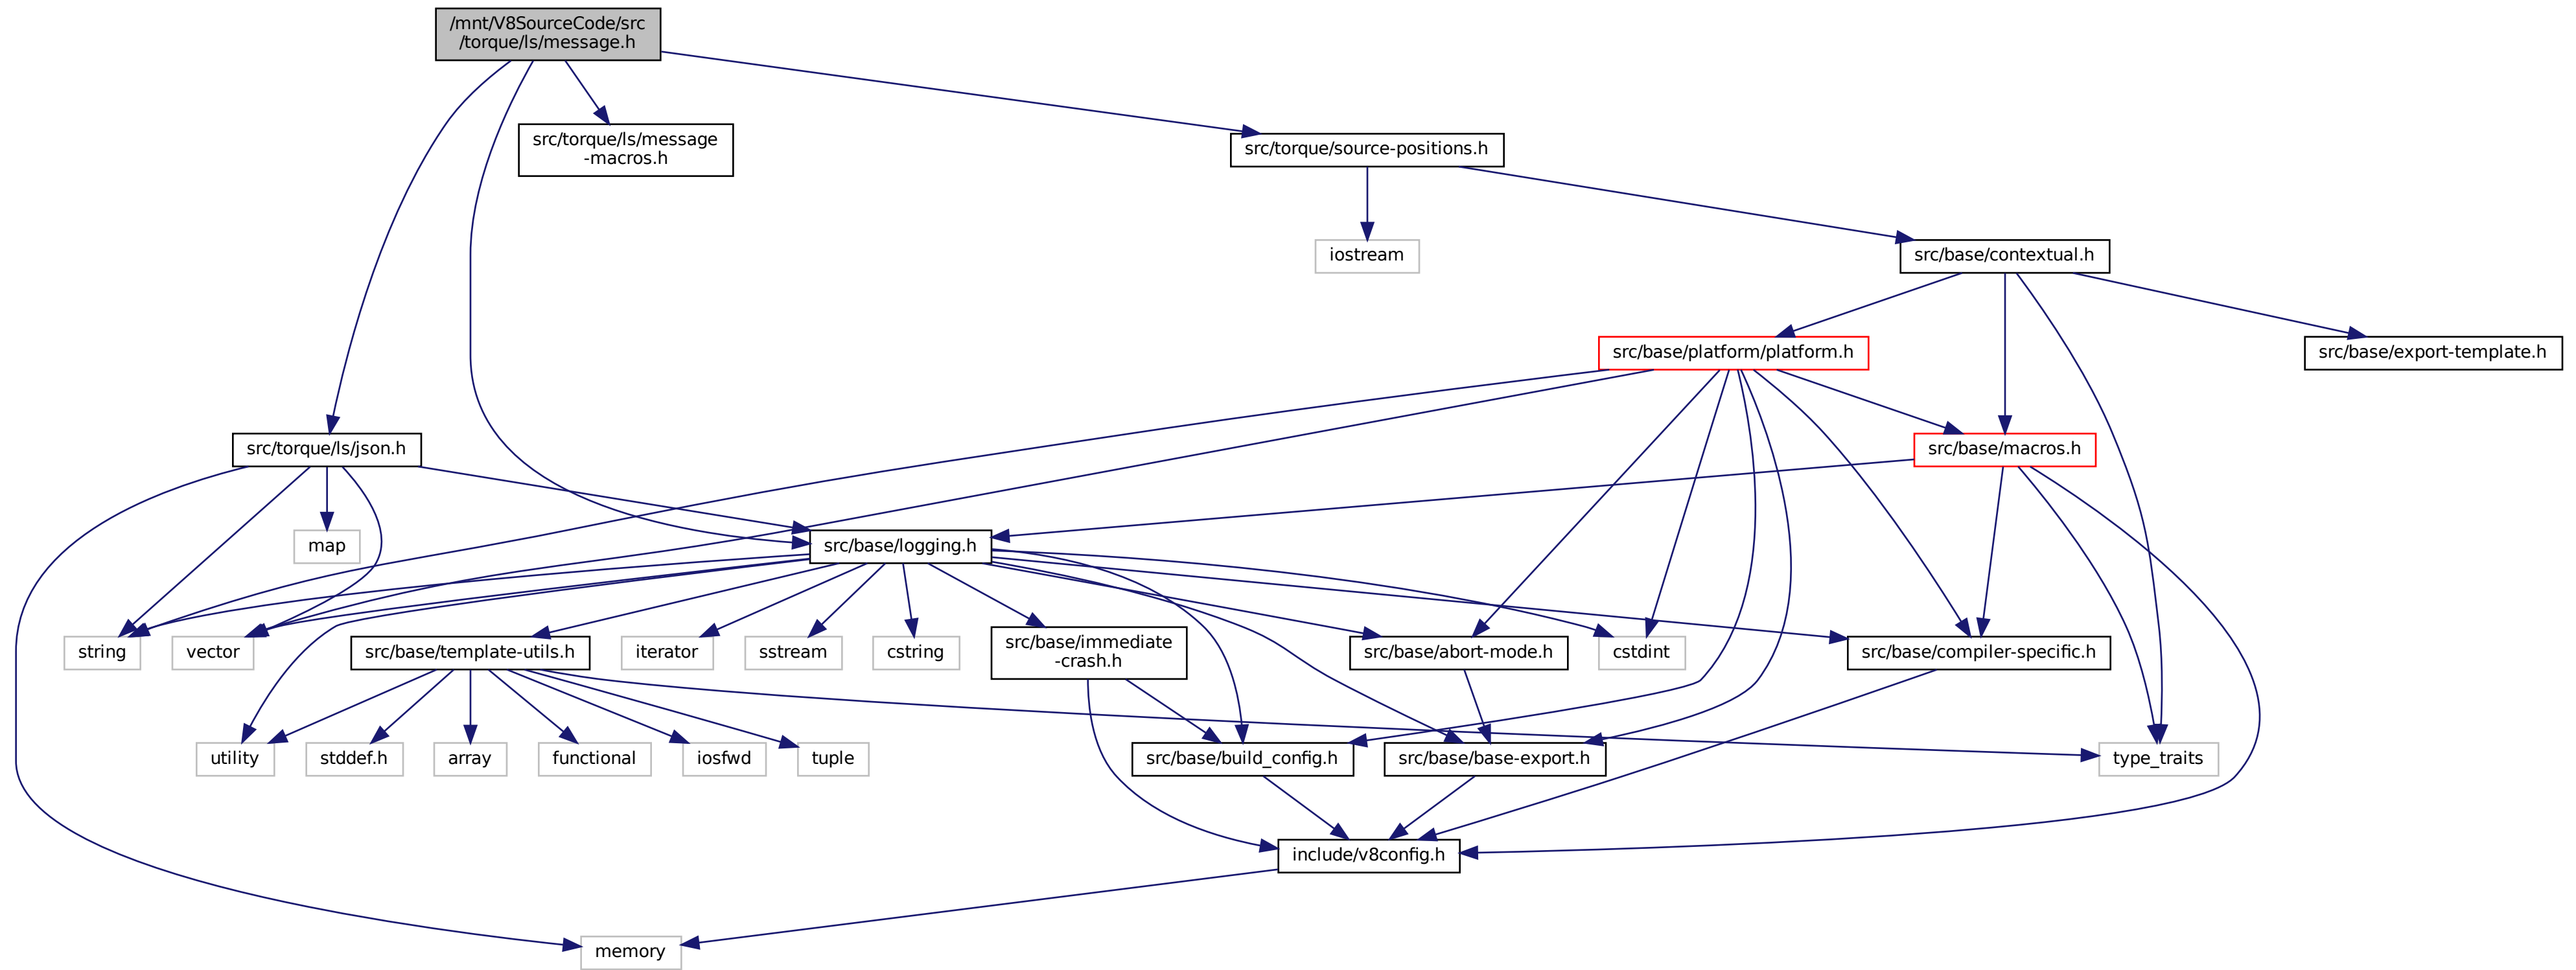 /mnt/V8SourceCode/src
/torque/ls/message.h
src/torque/ls/message
-macros.h
src/torque/source-positions.h
iostream
src/base/contextual.h
src/base/platform/platform.h
src/base/export-template.h
src/torque/ls/json.h
src/base/macros.h
map
src/base/logging.h
string
vector
src/base/template-utils.h
iterator
sstream
cstring
src/base/immediate
-crash.h
src/base/abort-mode.h
cstdint
src/base/compiler-specific.h
utility
stddef.h
array
functional
iosfwd
tuple
src/base/build_config.h
src/base/base-export.h
type_traits
include/v8config.h
memory